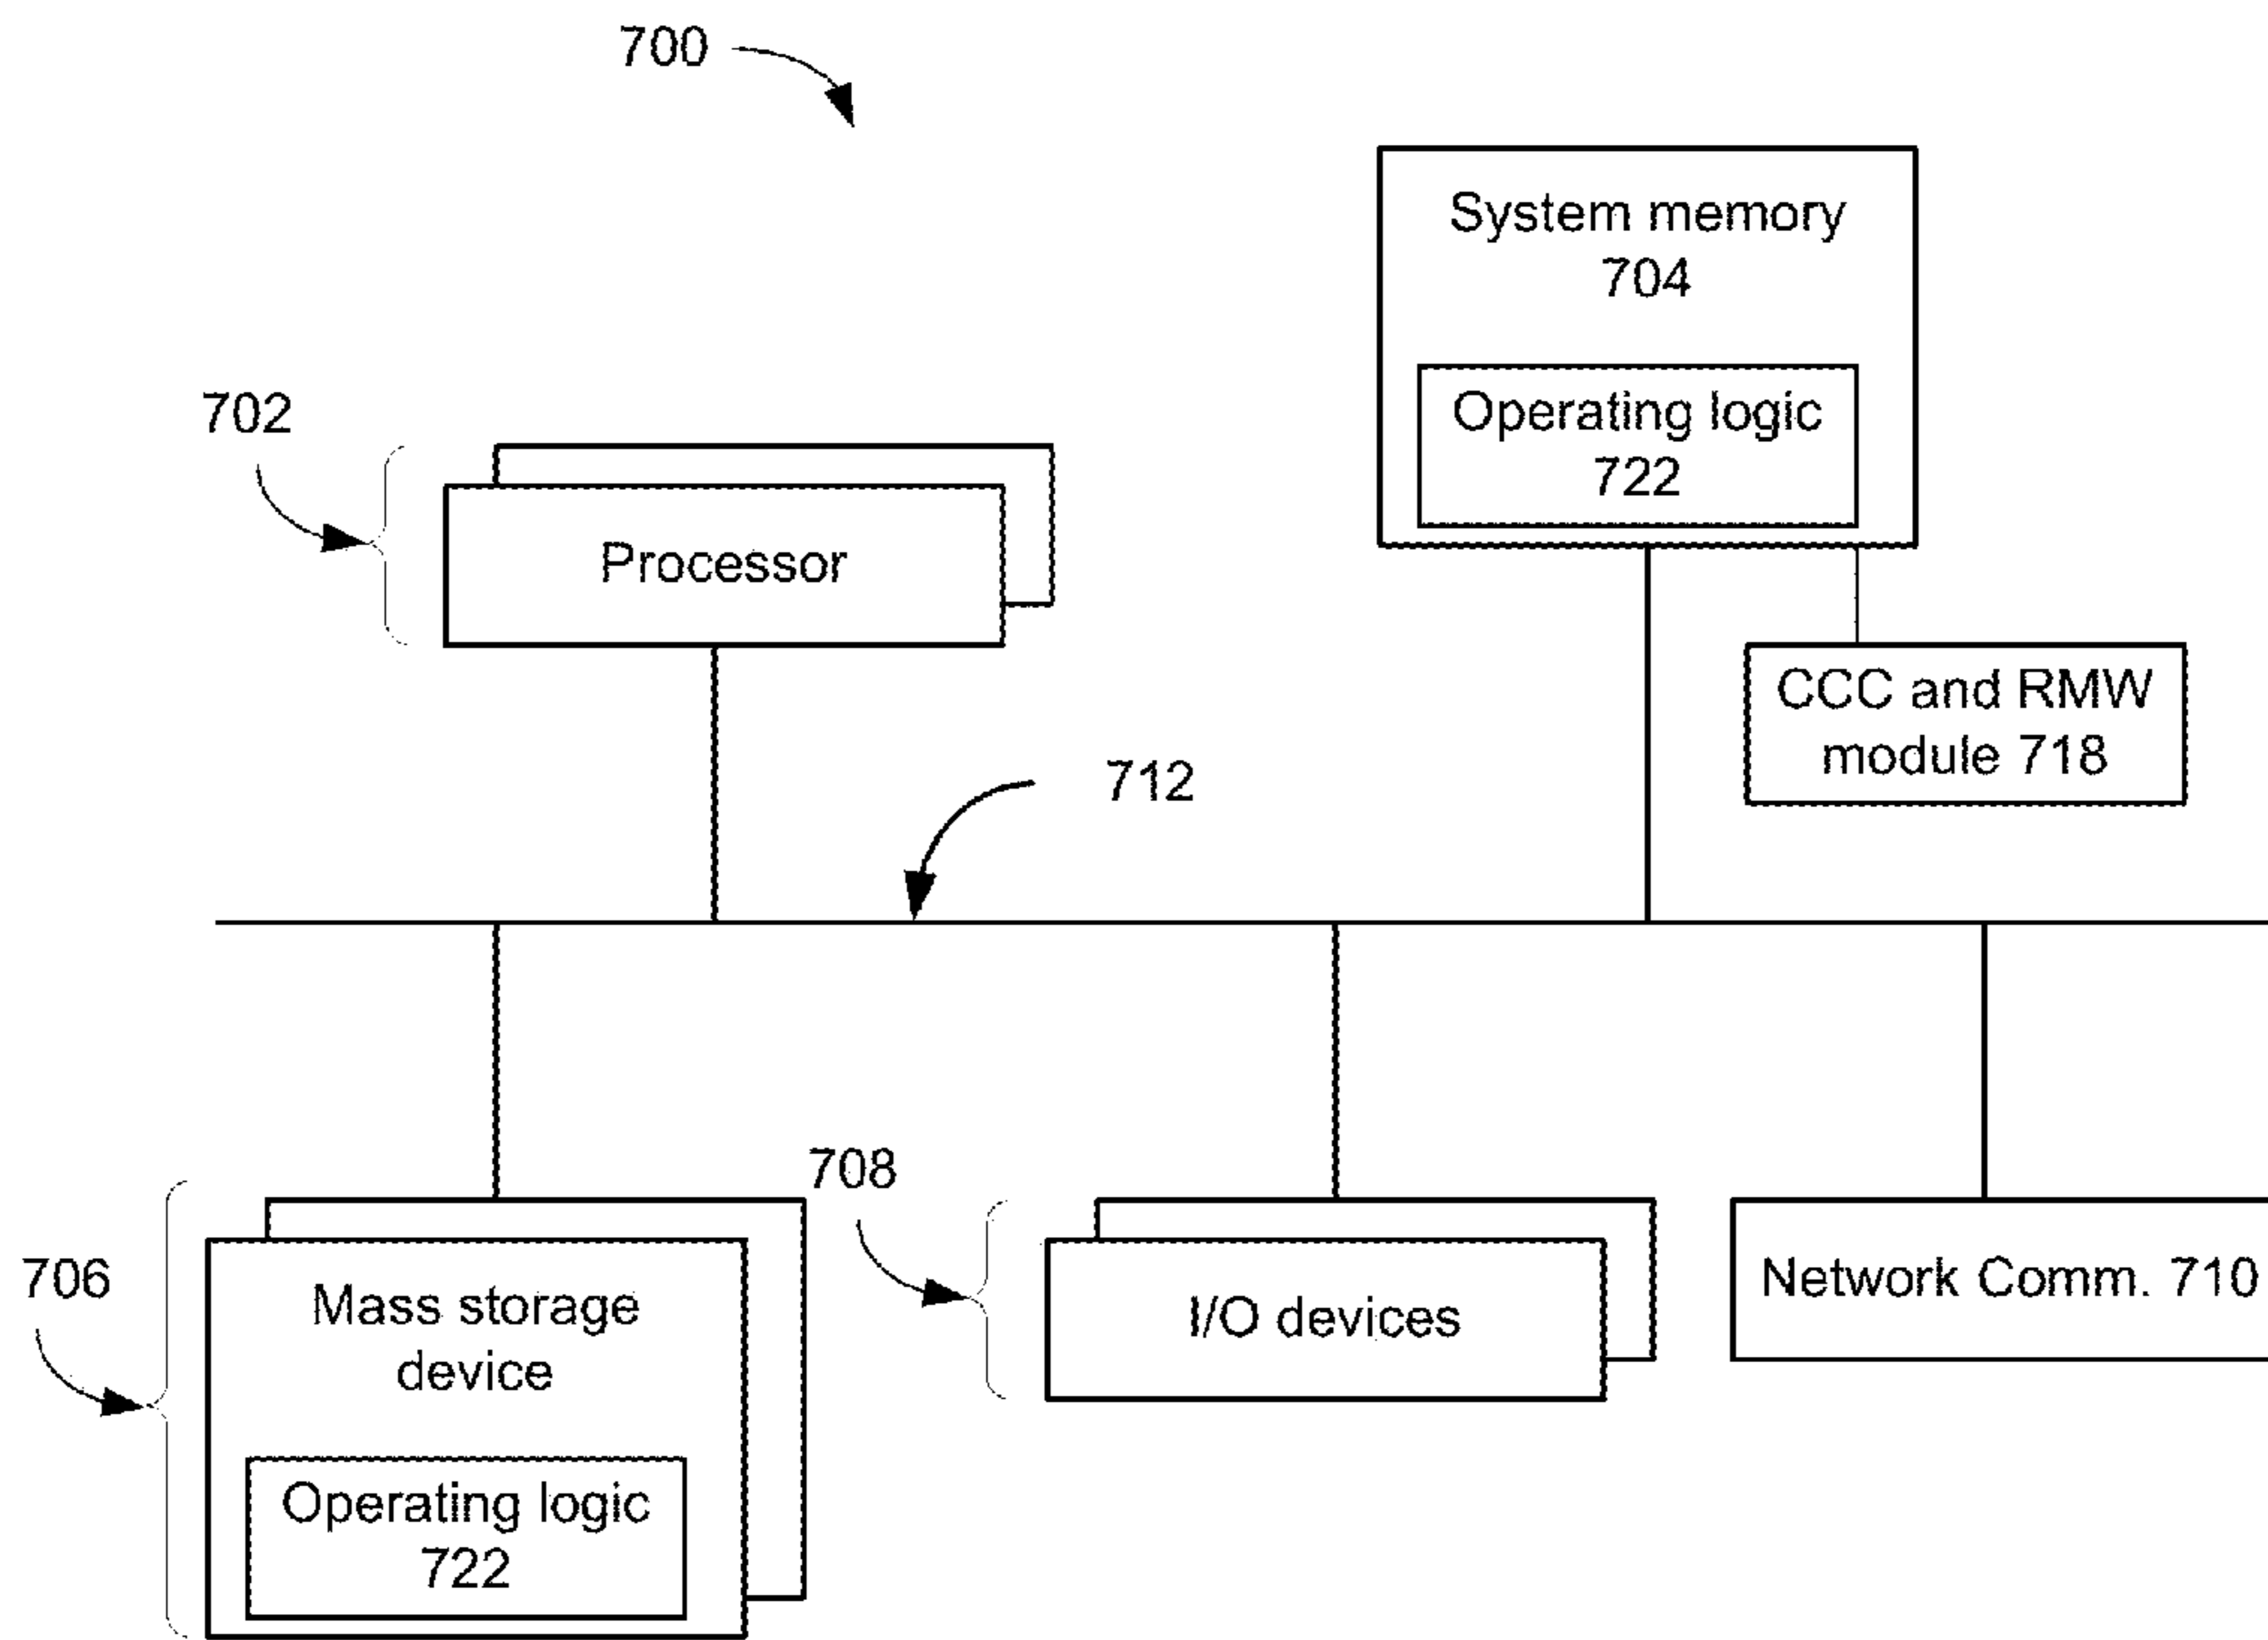 700
System memory
704
Operating logic
722
702
Processor
CCC and RMW
module 718
712
708
706
Mass storage
device
I/O devices
Network Comm. 710
Operating logic
722